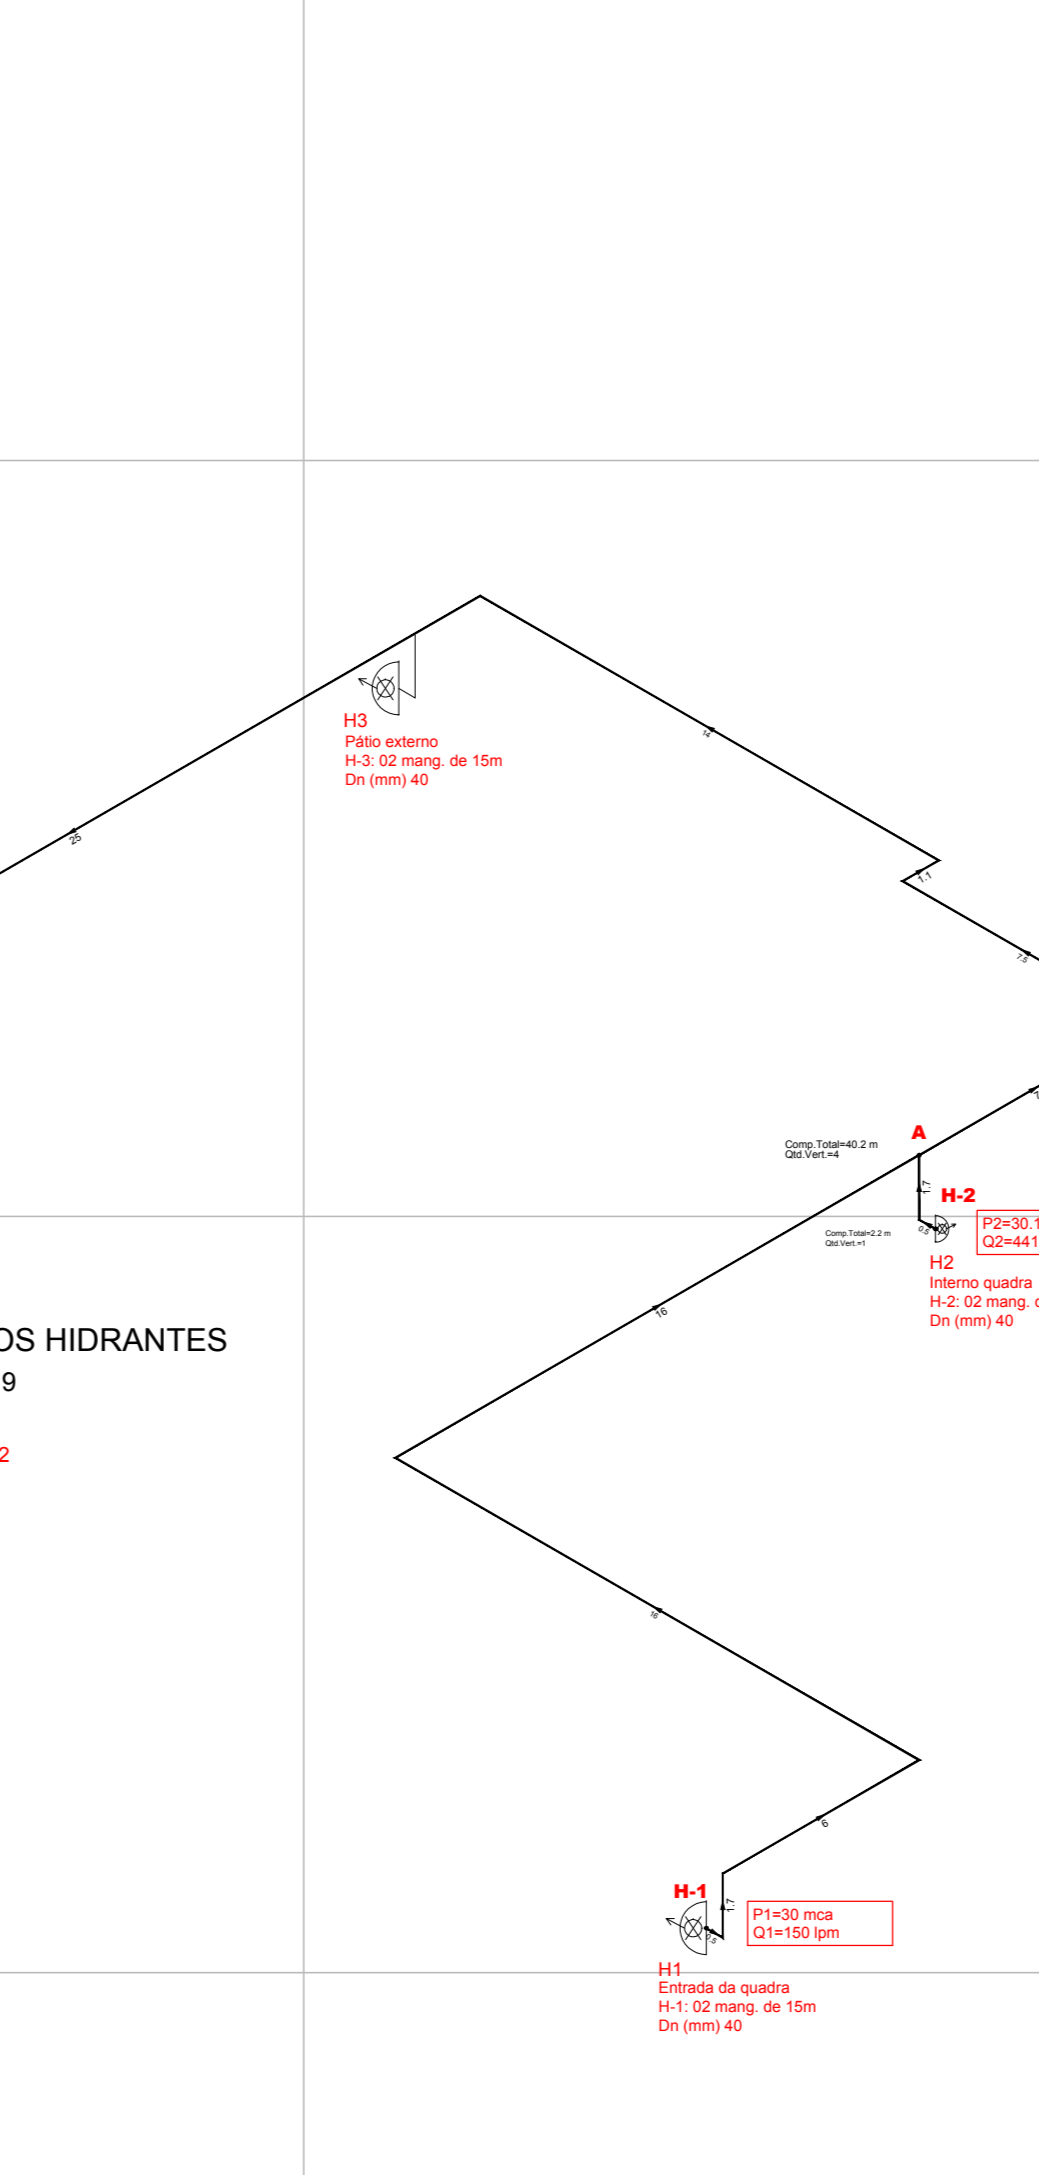 H3
Pátio externo
H-3: 02 mang. de 15m
Dn (mm) 40
14
25
1.1
7.5
A
Comp.Total=40.2 m
Qtd.Vert.=4
1.7
H-2
0.5
P2=30.1
Q2=441
Comp.Total=2.2 m
Qtd.Vert.=1
H2
Interno quadra
H-2: 02 mang.
Dn (mm) 40
16
OS HIDRANTES
9
2
16
6
H-1
1.7
0.5
P1=30 mca
Q1=150 lpm
H1
Entrada da quadra
H-1: 02 mang. de 15m
Dn (mm) 40